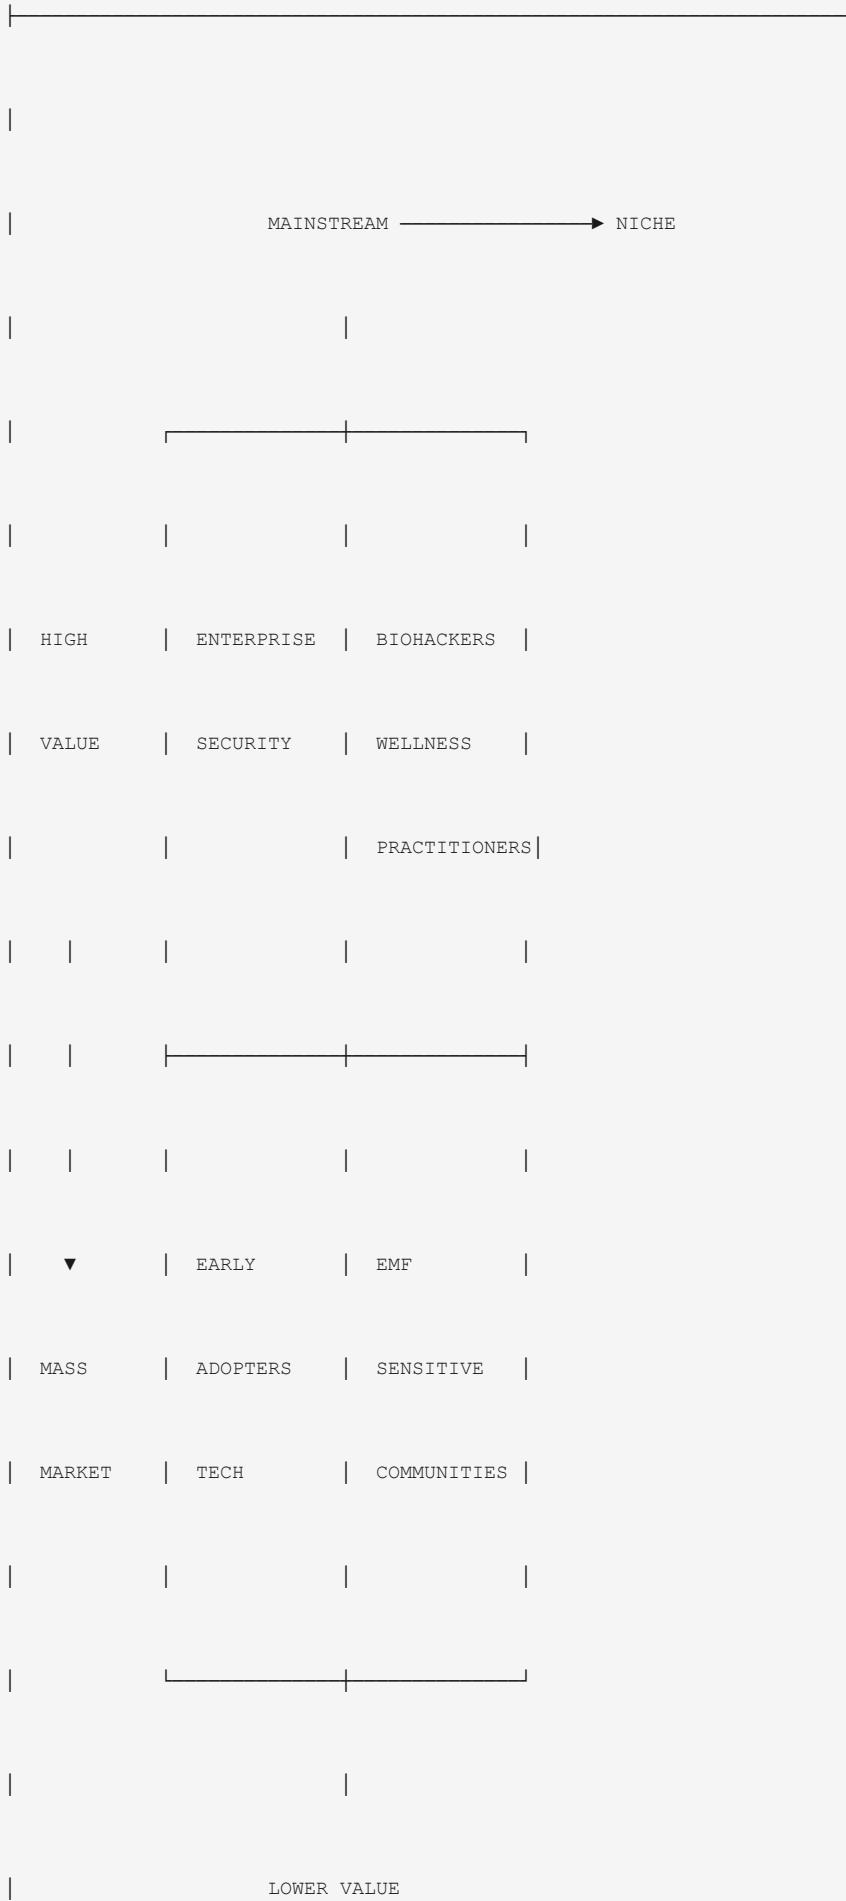 MAINSTREAM ────────────────► NICHE
HIGH ENTERPRISE BIOHACKERS
VALUE SECURITY WELLNESS
PRACTITIONERS
▼ EARLY EMF
MASS ADOPTERS SENSITIVE
MARKET TECH COMMUNITIES
LOWER VALUE